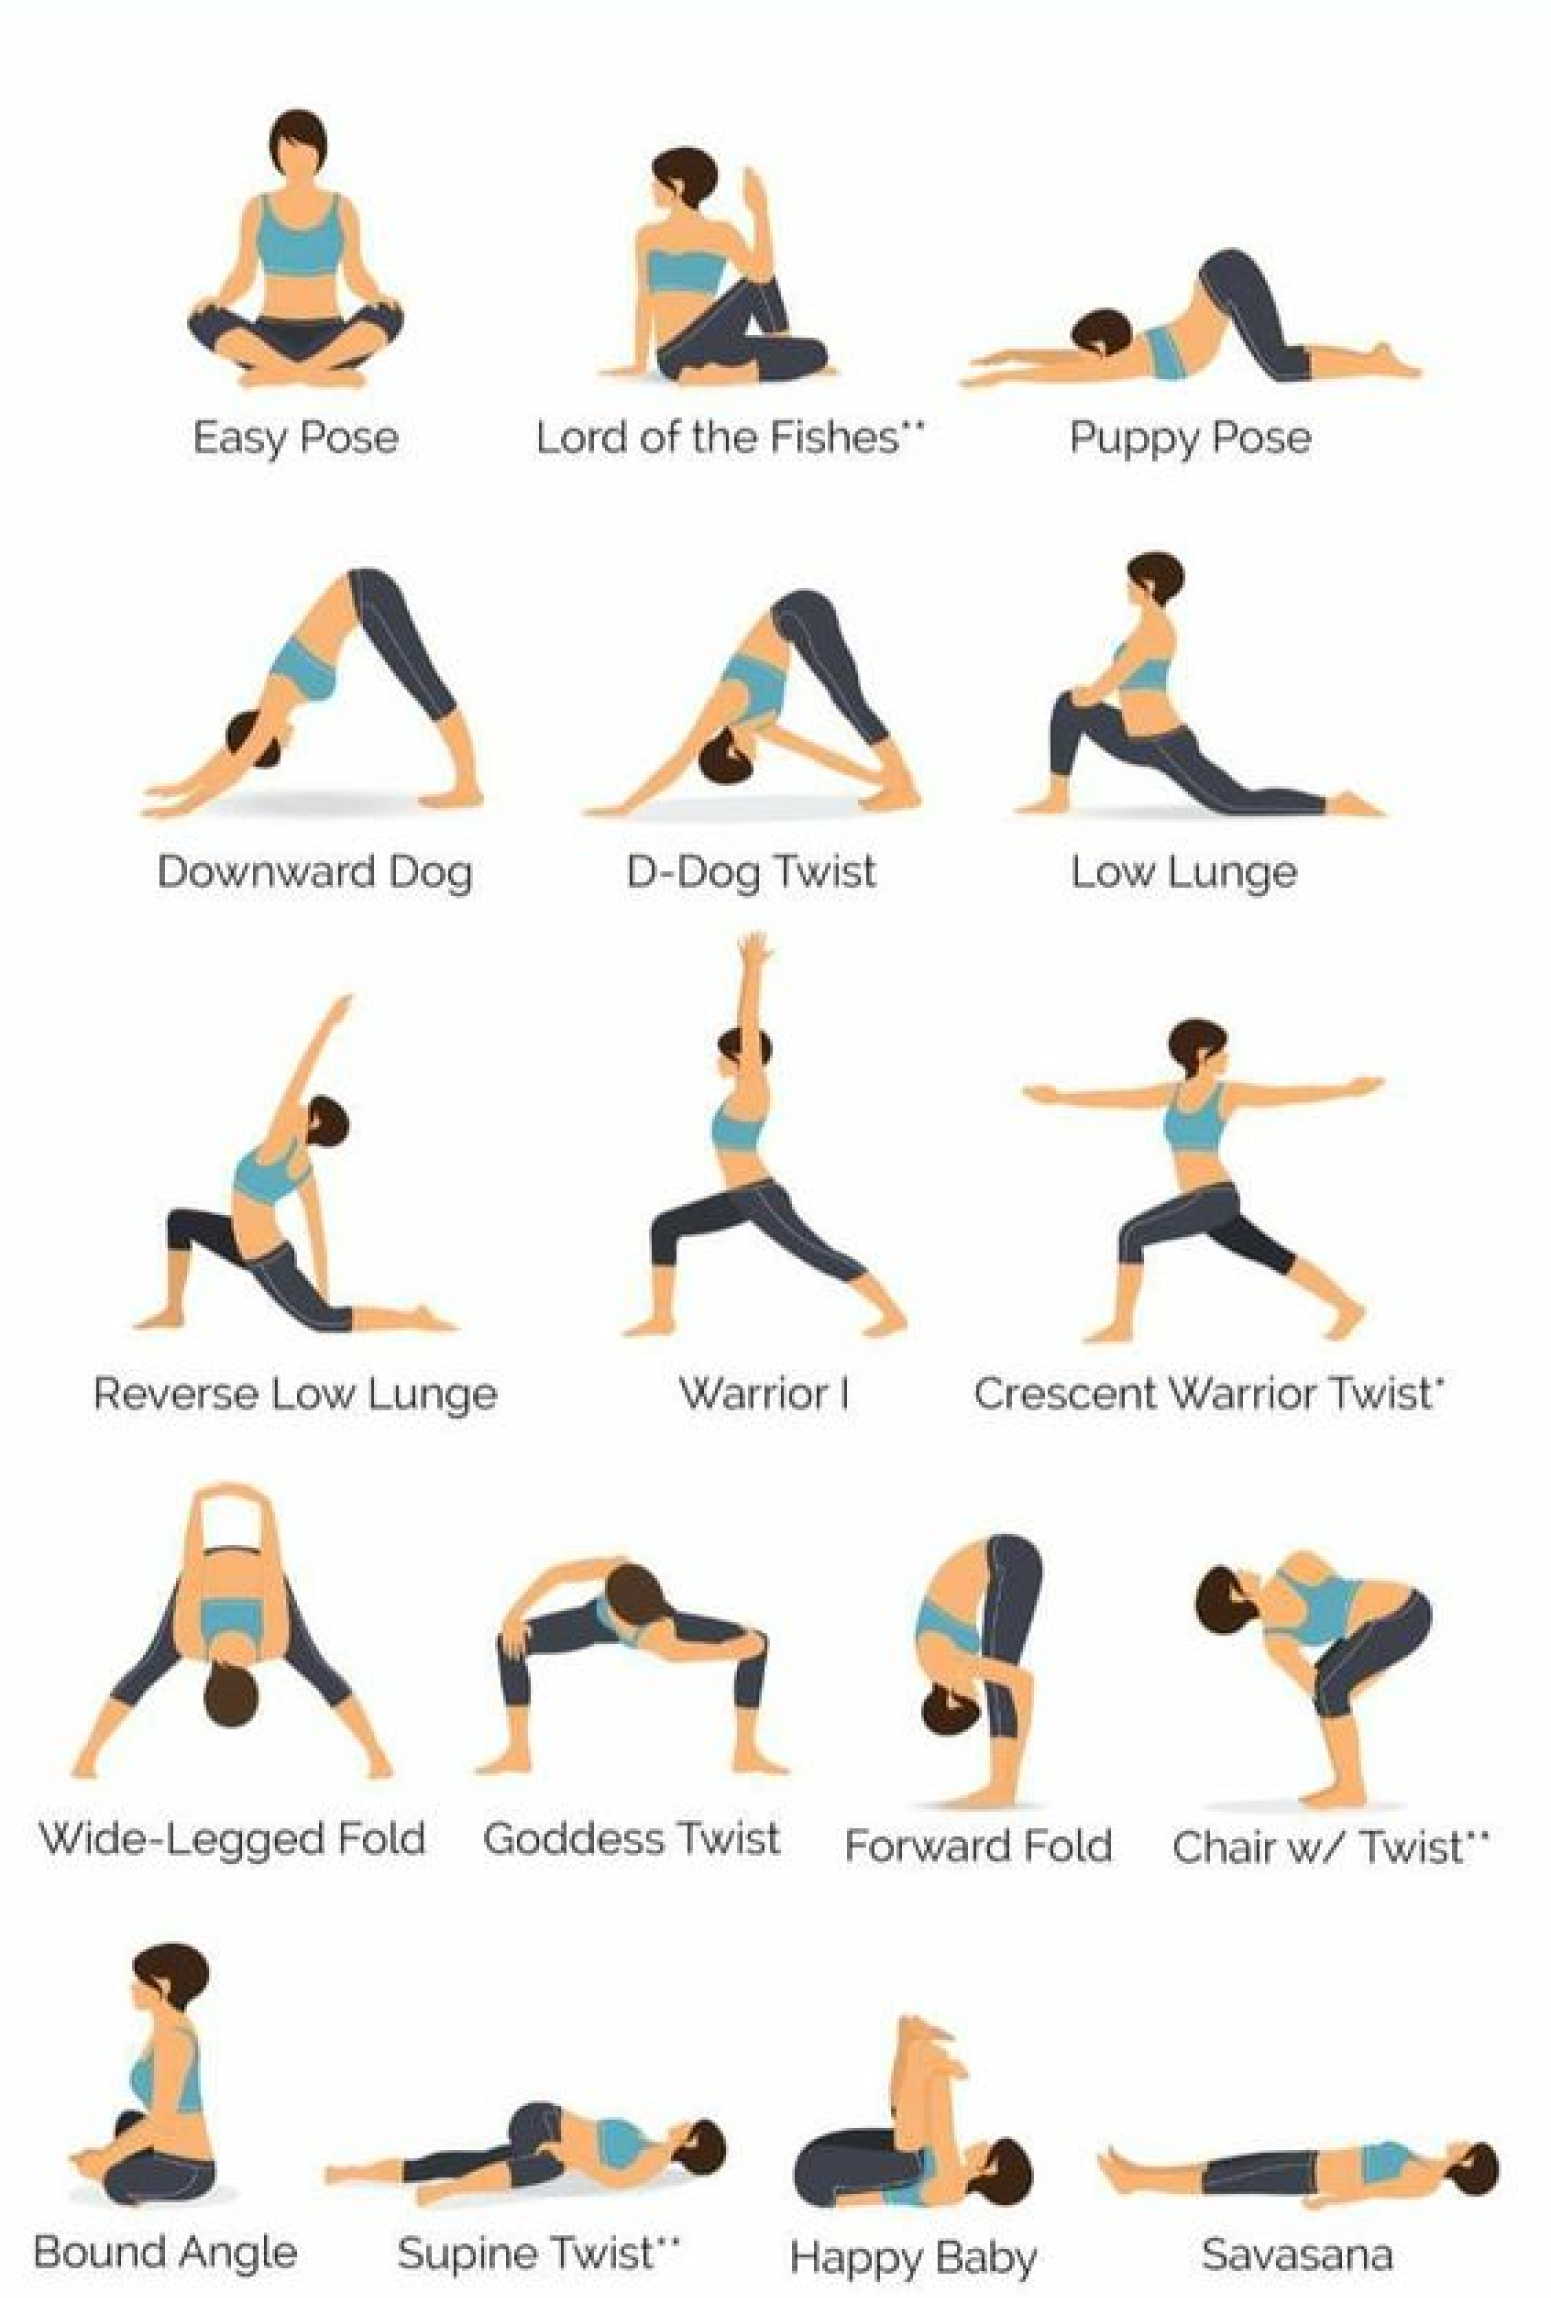 Easy Pose
Lord of the Fishes**
Puppy Pose
Downward Dog
D-Dog Twist
Low Lunge
Reverse Low Lunge
Warrior I
Crescent Warrior Twist*
Wide-Legged Fold
Goddess Twist
Forward Fold
Chair w/ Twist**
Bound Angle
Supine Twist**
Happy Baby
Savasana